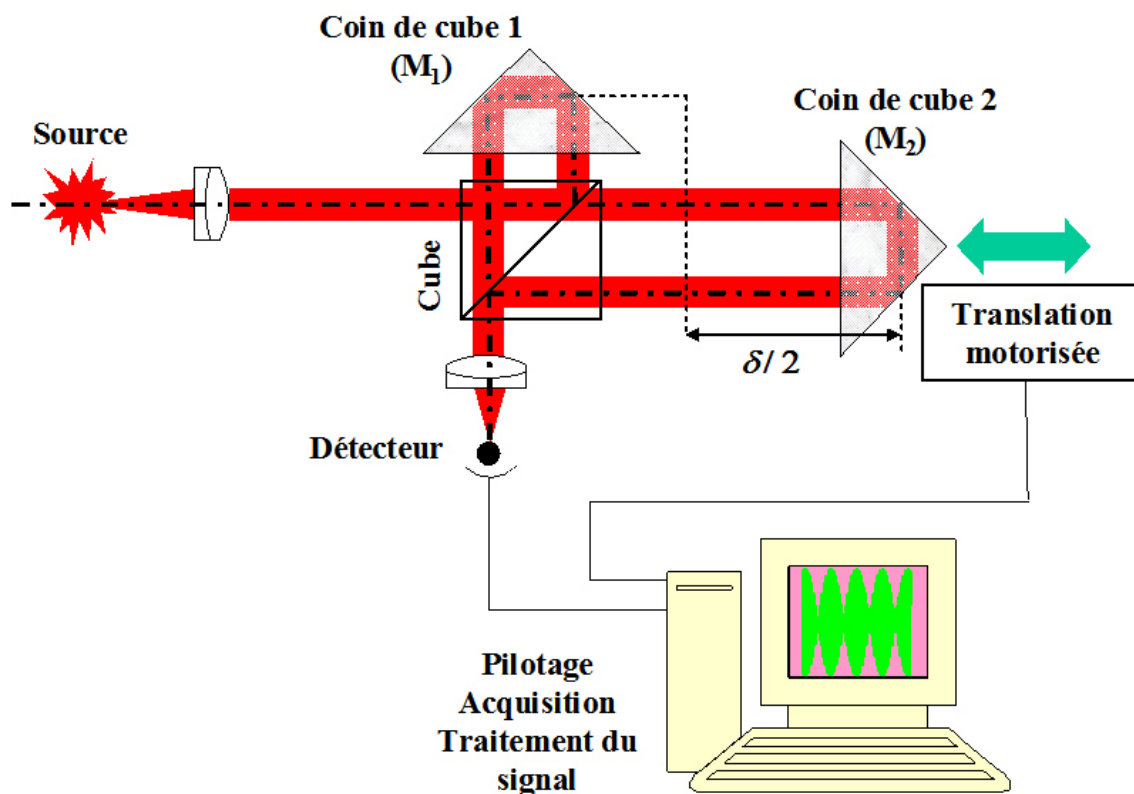 Coin de cube 1
(M1)
Coin de cube 2
(M2)
Source
Cube
Translation
motorisée
δ/ 2
Détecteur
Pilotage
Acquisition
Traitement du
signal